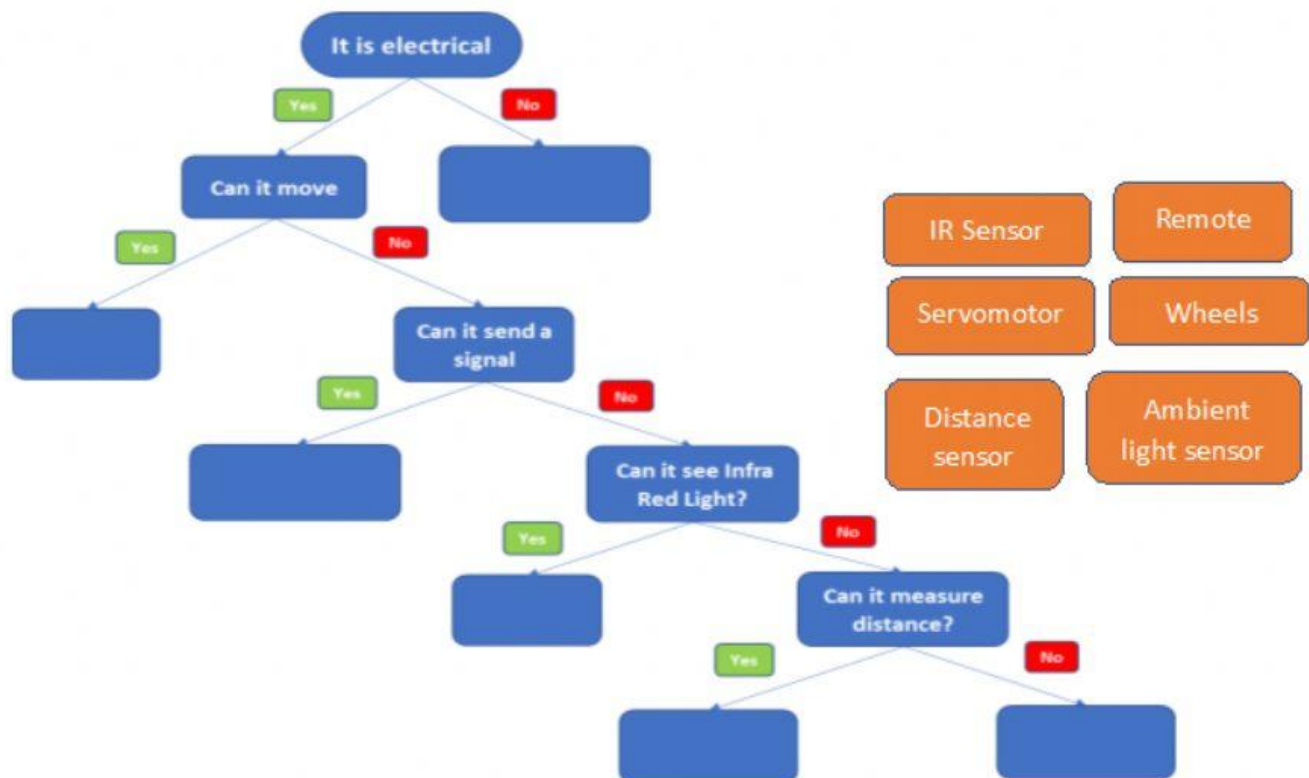 It is electrical
Yes
No
Can it move
Yes
No
IR Sensor
Remote
Servomotor
Wheels
Can it send a
signal
Yes
No
Distance
sensor
Ambient
light sensor
Can it see Infra
Red Light?
Yes
No
Can it measure
distance?
Yes
No